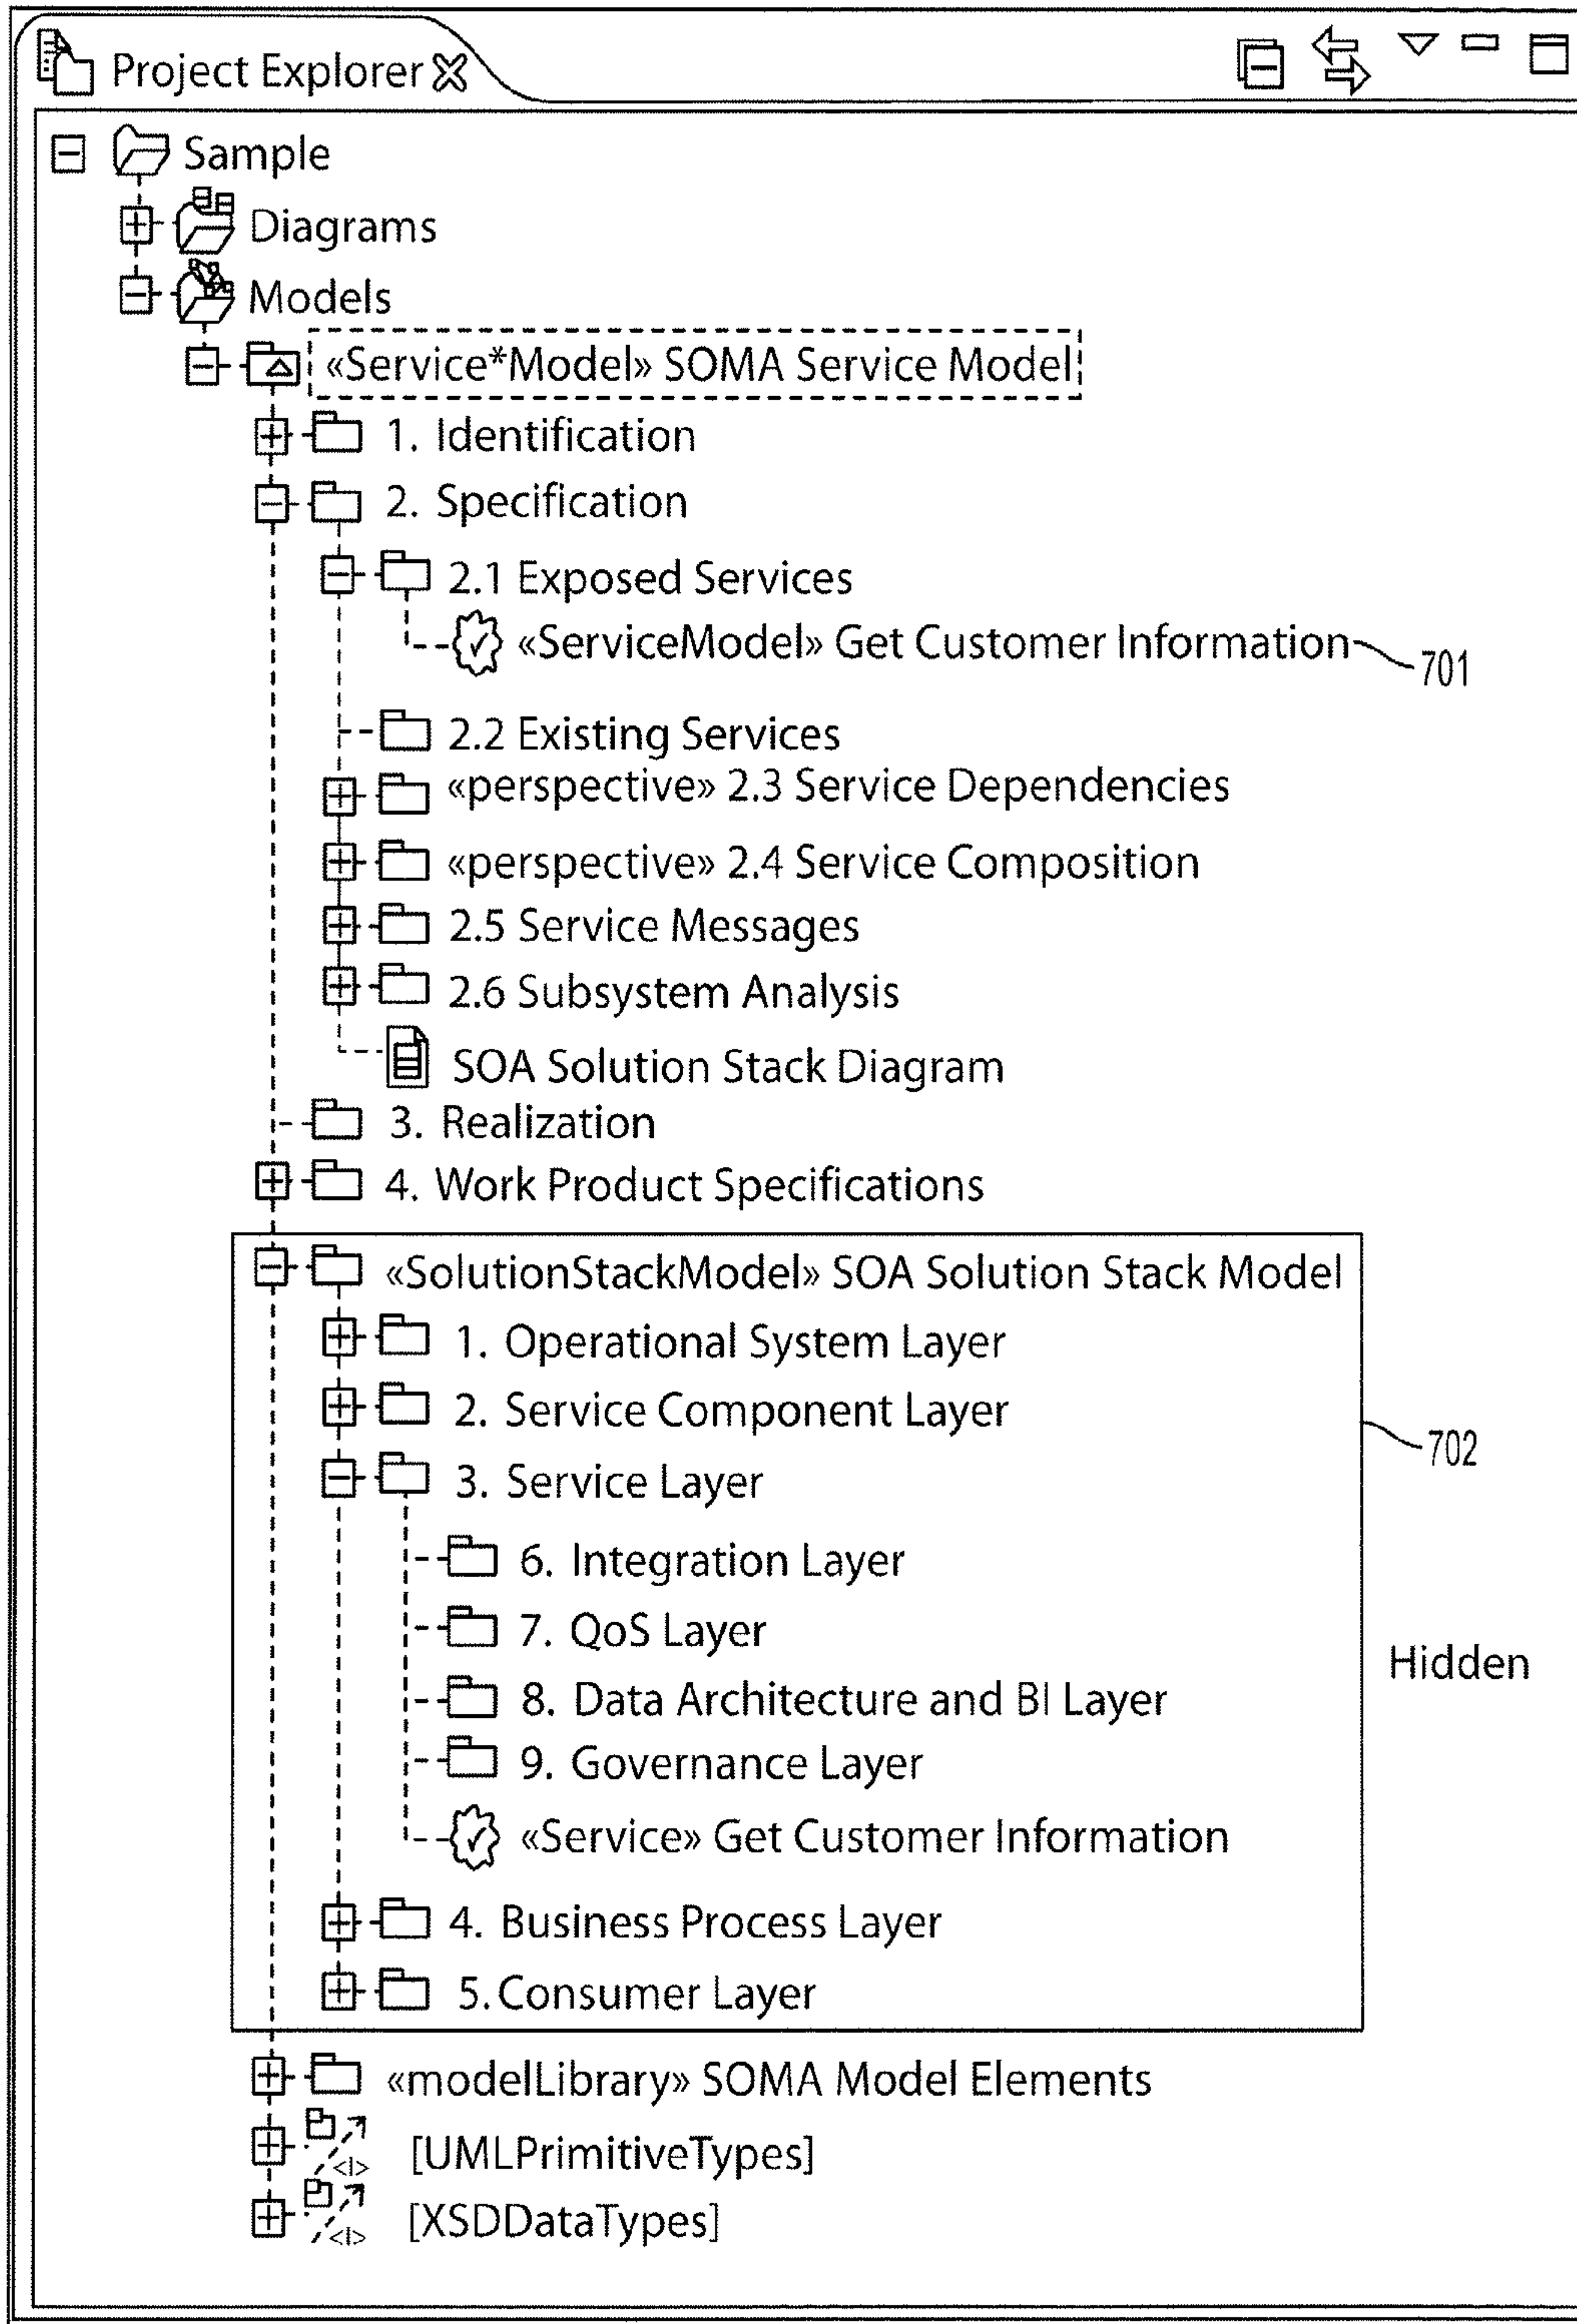 Project Explorer
Sample
Diagrams
Models
«Service*Model» SOMA Service Model
1. Identification
2. Specification
2.1 Exposed Services
«ServiceModel» Get Customer Information
701
2.2 Existing Services
«perspective» 2.3 Service Dependencies
«perspective» 2.4 Service Composition
2.5 Service Messages
2.6 Subsystem Analysis
SOA Solution Stack Diagram
3. Realization
4. Work Product Specifications
«SolutionStackModel» SOA Solution Stack Model
1. Operational System Layer
2. Service Component Layer
702
3. Service Layer
6. Integration Layer
7. QoS Layer
Hidden
8. Data Architecture and BI Layer
9. Governance Layer
«Service» Get Customer Information
4. Business Process Layer
5. Consumer Layer
«modelLibrary» SOMA Model Elements
[UMLPrimitiveTypes]
<I>
[XSDDataTypes]
<I>